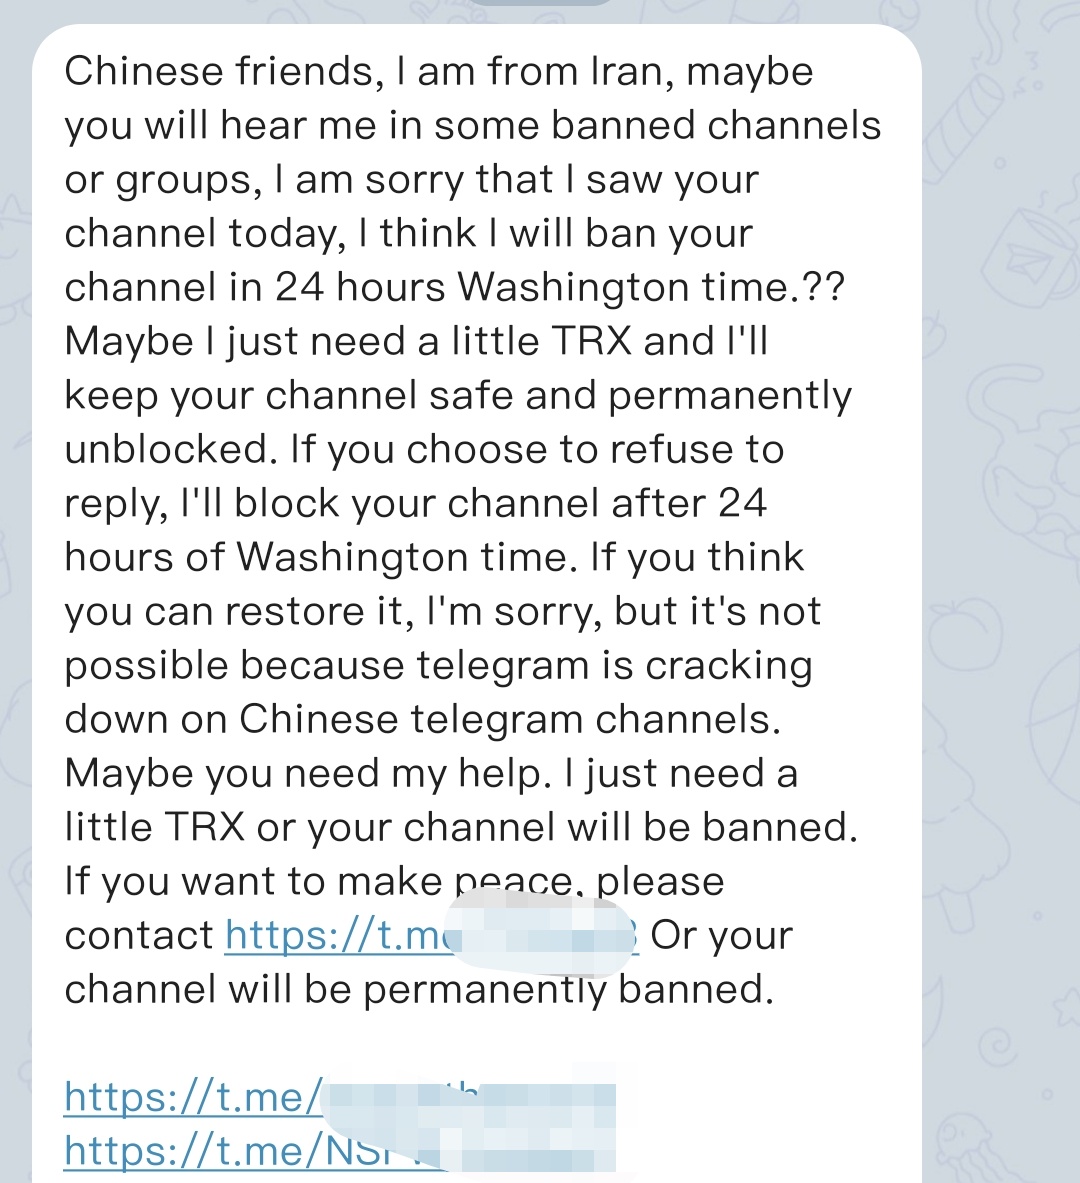 Chinese friends, I am from Iran, maybe
you will hear me in some banned channels
or groups, I am sorry that I saw your
channel today, I think I will ban your
channel in 24 hours Washington time.??
Maybe I just need a little TRX and I'll
keep your channel safe and permanently
unblocked. If you choose to refuse to
reply, I'll block your channel after 24
hours of Washington time. If you think
you can restore it, I'm sorry, but it's not
possible because telegram is cracking
down on Chinese telegram channels.
Maybe you need my help. I just need a
little TRX or your channel will be banned.
If you want to make peace, please
contact https://t.m Or your
channel will be permanently banned.
https://t.me/
https://t.me/NS